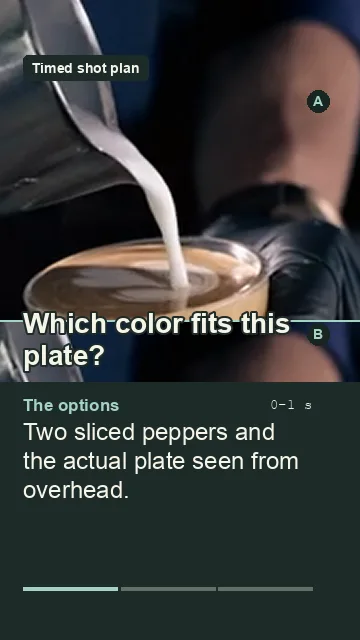 Timed shot plan
A
Which color fits this
plate?
B
The options
0–1 s
Two sliced peppers and
the actual plate seen from
overhead.